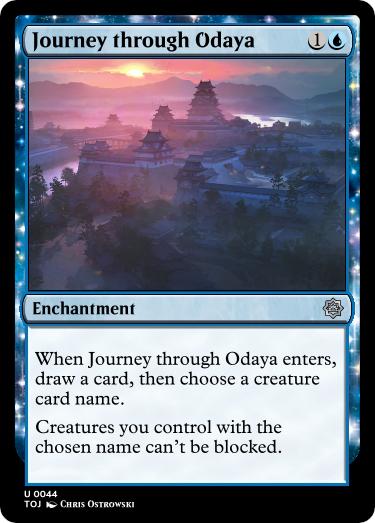 Journey through Odaya 1
Enchantment
When Journey through Odaya enters,
draw a card, then choose a creature
card name.
Creatures you control with the
chosen name can't be blocked.
U 0044
TOJ Chris Ostrowski